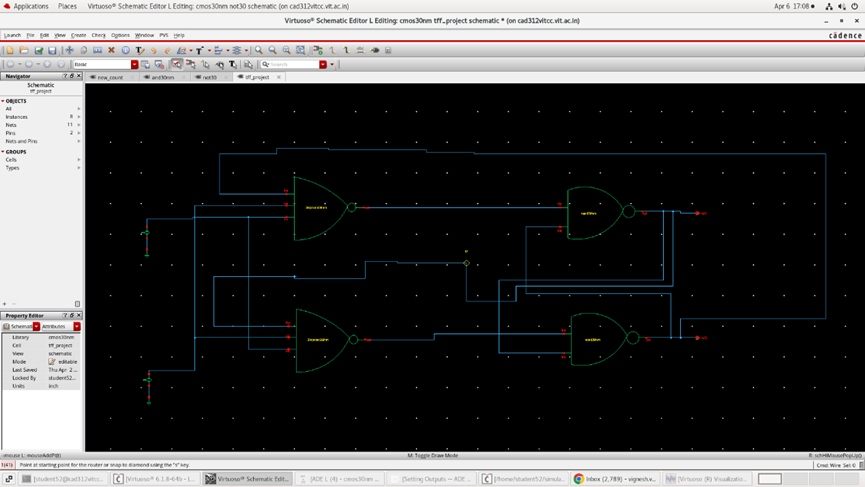 Applications Places Virtuoso® Schematic Editor L Editing: cmos30nm not30 schematic (on cad312vitcc.vit.ac.in) Apr 6 17:08
Virtuoso® Schematic Editor L Editing: cmos30nm tff_project schematic * (on cad312vitcc.vit.ac.in)
Launch File Edit View Create Check Options Window PVS Help cādence
Basic Search
Navigator new_count and30nm not30 tff_project
Schematic
tff_project
OBJECTS
All
Instances 8
Nets 11
Pins 2
Nets and Pins
GROUPS
Cells
Types
Property Editor
Schemati Attributes
Library cmos30nm
Cell tff_project
View schematic
Mode editable
Last Saved Thu Apr 2 ...
Locked By student52...
Units inch
mouse L: mouseAddPt() M: Toggle Draw Mode R: schHiMousePopUp()
1(41) Point at starting point for the router or snap to diamond using the "s" key. Cmd: Wire Sel: 0
[student52@cad312vitcc... [Virtuoso® 6.1.8-64b - L... Virtuoso® Schematic Edit... [ADE L (4) - cmos30nm ... [Setting Outputs — ADE ... [/home/student52/simula... Inbox (2,789) - vignesh.v... [Virtuoso (R) Visualizatio...